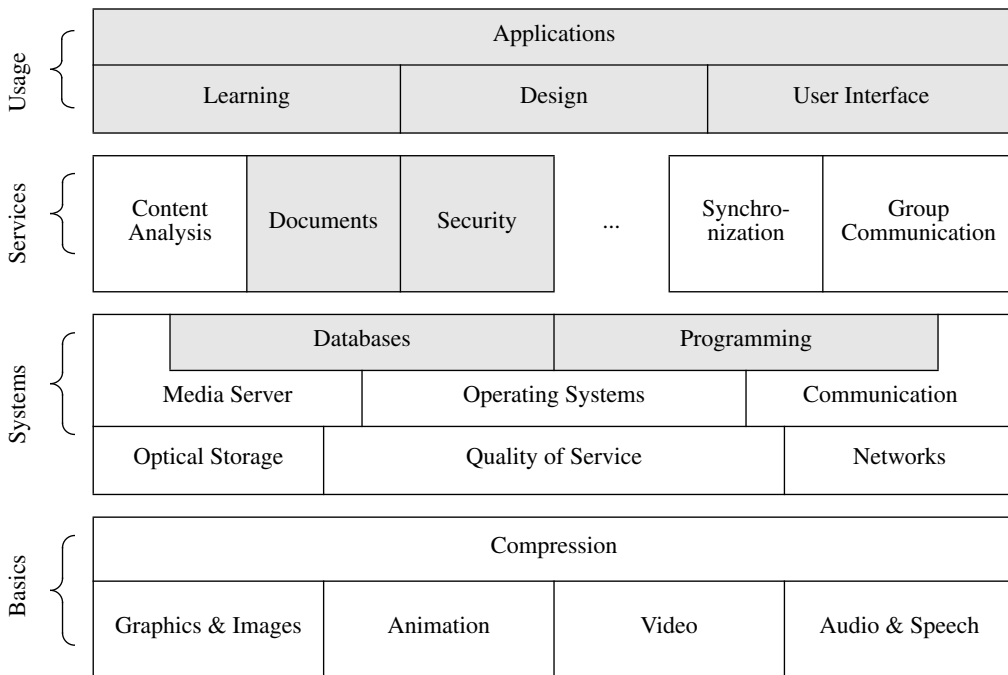 Usage
Applications
Learning
Design
User Interface
Services
Content
Analysis
Documents
Security
...
Synchro-
nization
Group
Communication
Systems
Databases
Programming
Media Server
Operating Systems
Communication
Optical Storage
Quality of Service
Networks
Basics
Compression
Graphics & Images
Animation
Video
Audio & Speech